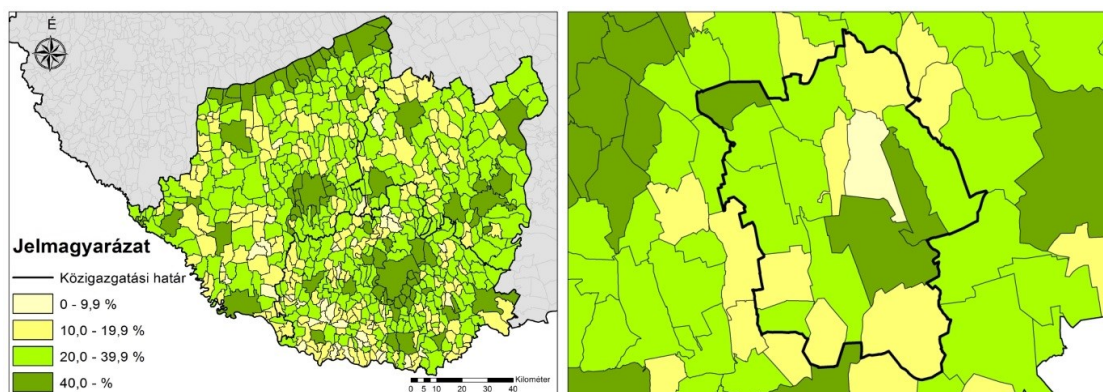 É
Jelmagyarázat
Közigazgatási határ
0 - 9,9 %
10,0 - 19,9 %
20,0 - 39,9 %
40,0 - %
Kilométer
0 5 10 20 30 40